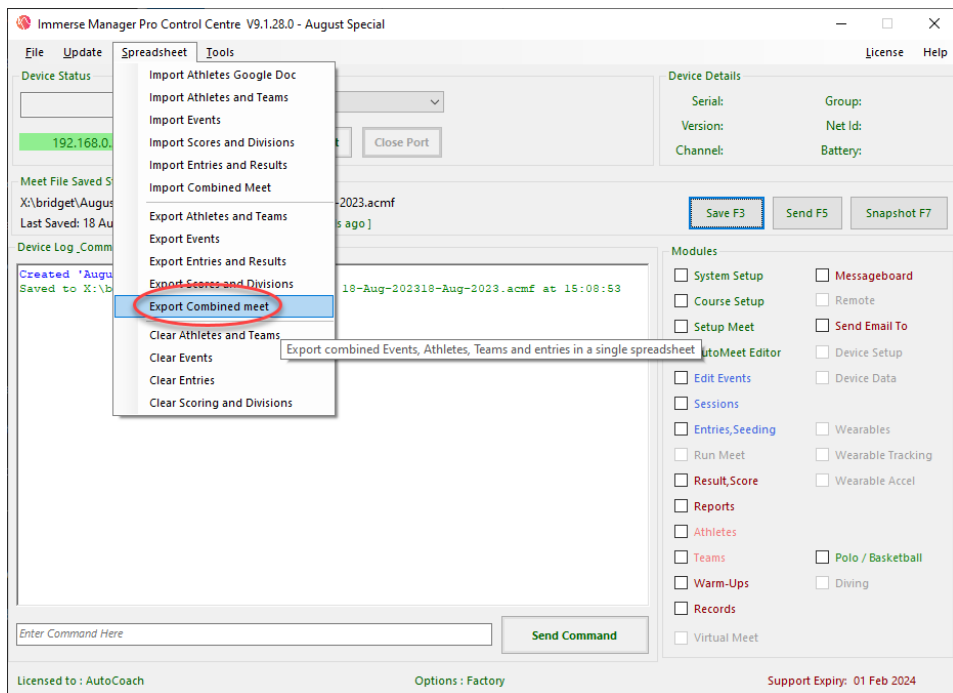 Immerse Manager Pro Control Centre V9.1.28.0 - August Special
File Update Spreadsheet Tools License Help
Device Status
192.168.0.
Close Port
Import Athletes Google Doc
Import Athletes and Teams
Import Events
Import Scores and Divisions
Import Entries and Results
Import Combined Meet
Export Athletes and Teams
Export Events
Export Entries and Results
Export Scores and Divisions
Export Combined meet
Clear Athletes and Teams
Clear Events
Clear Entries
Clear Scoring and Divisions
Export combined Events, Athletes, Teams and entries in a single spreadsheet
Device Details
Serial: Group:
Version: Net Id:
Channel: Battery:
Meet File Saved S
X:\bridget\Augus -2023.acmf
Last Saved: 18 Au s ago ]
Save F3 Send F5 Snapshot F7
Device Log _Comm
Created 'Augu
Saved to X:\b 18-Aug-202318-Aug-2023.acmf at 15:08:53
Modules
System Setup Messageboard
Course Setup Remote
Setup Meet Send Email To
utoMeet Editor Device Setup
Edit Events Device Data
Sessions
Entries,Seeding Wearables
Run Meet Wearable Tracking
Result,Score Wearable Accel
Reports
Athletes
Teams Polo / Basketball
Warm-Ups Diving
Records
Virtual Meet
Enter Command Here
Send Command
Licensed to : AutoCoach Options : Factory Support Expiry: 01 Feb 2024